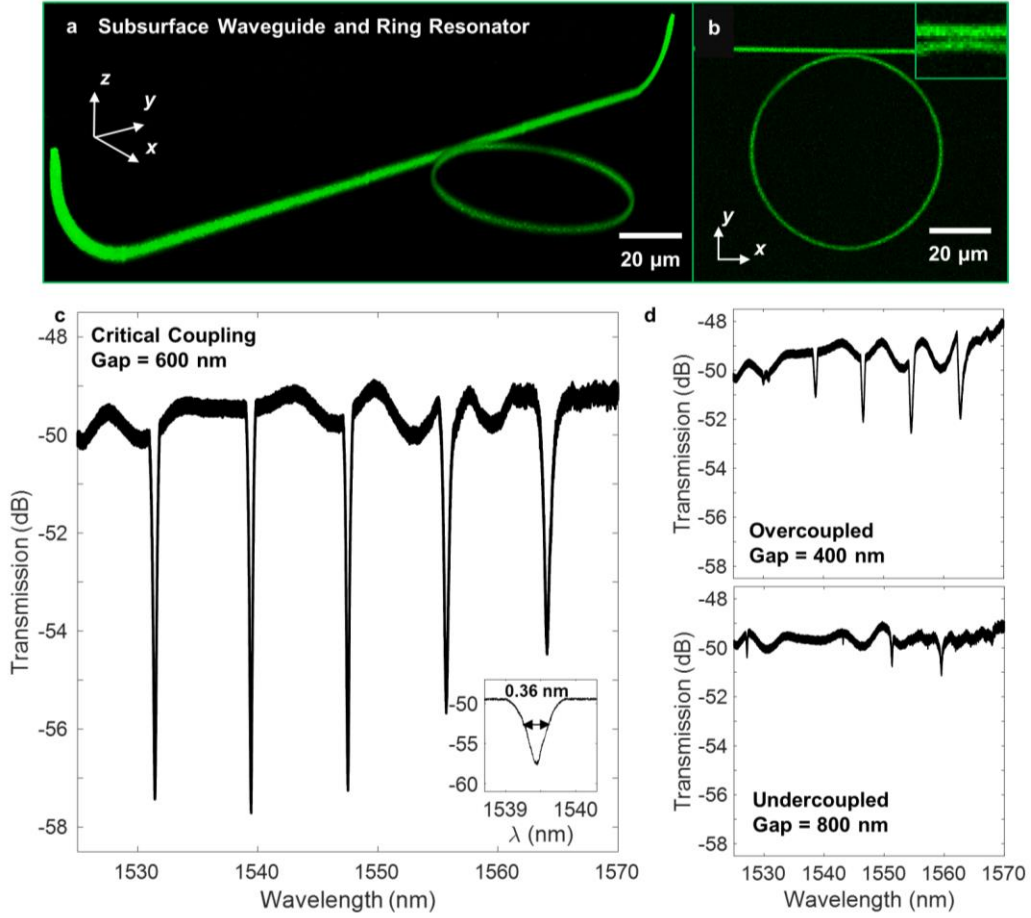 a Subsurface Waveguide and Ring Resonator
z
y
x
20 µm
b
y
x
20 µm
c
Critical Coupling
Gap = 600 nm
-48
-50
-52
-54
-56
-58
Transmission (dB)
1530 1540 1550 1560 1570
Wavelength (nm)
0.36 nm
-50
-55
-60
1539 1540
λ (nm)
d
-48
-50
-52
-54
-56
-58
Transmission (dB)
Overcoupled
Gap = 400 nm
-48
-50
-52
-54
-56
-58
Transmission (dB)
Undercoupled
Gap = 800 nm
1530 1540 1550 1560 1570
Wavelength (nm)